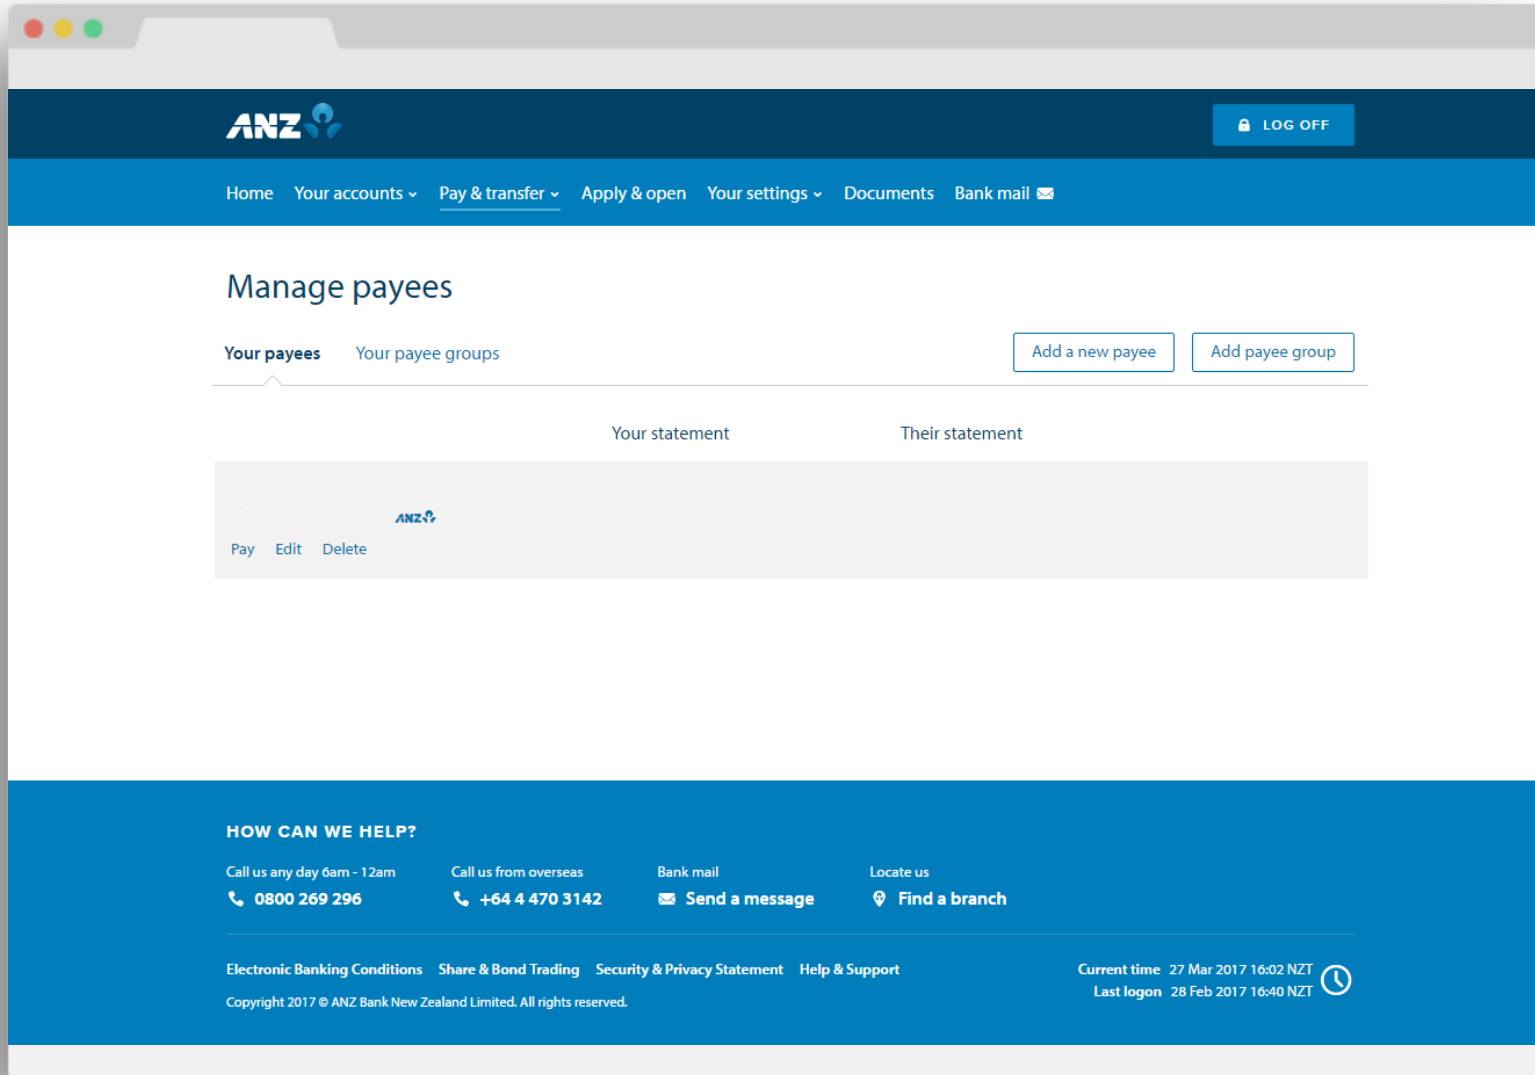 ANZ
LOG OFF
Home Your accounts Pay & transfer Apply & open Your settings Documents Bank mail
Manage payees
Your payees Your payee groups Add a new payee Add payee group
Your statement Their statement
ANZ
Pay Edit Delete
HOW CAN WE HELP?
Call us any day 6am - 12am Call us from overseas Bank mail Locate us
0800 269 296 +64 4 470 3142 Send a message Find a branch
Electronic Banking Conditions Share & Bond Trading Security & Privacy Statement Help & Support Current time 27 Mar 2017 16:02 NZT
Last logon 28 Feb 2017 16:40 NZT
Copyright 2017 © ANZ Bank New Zealand Limited. All rights reserved.